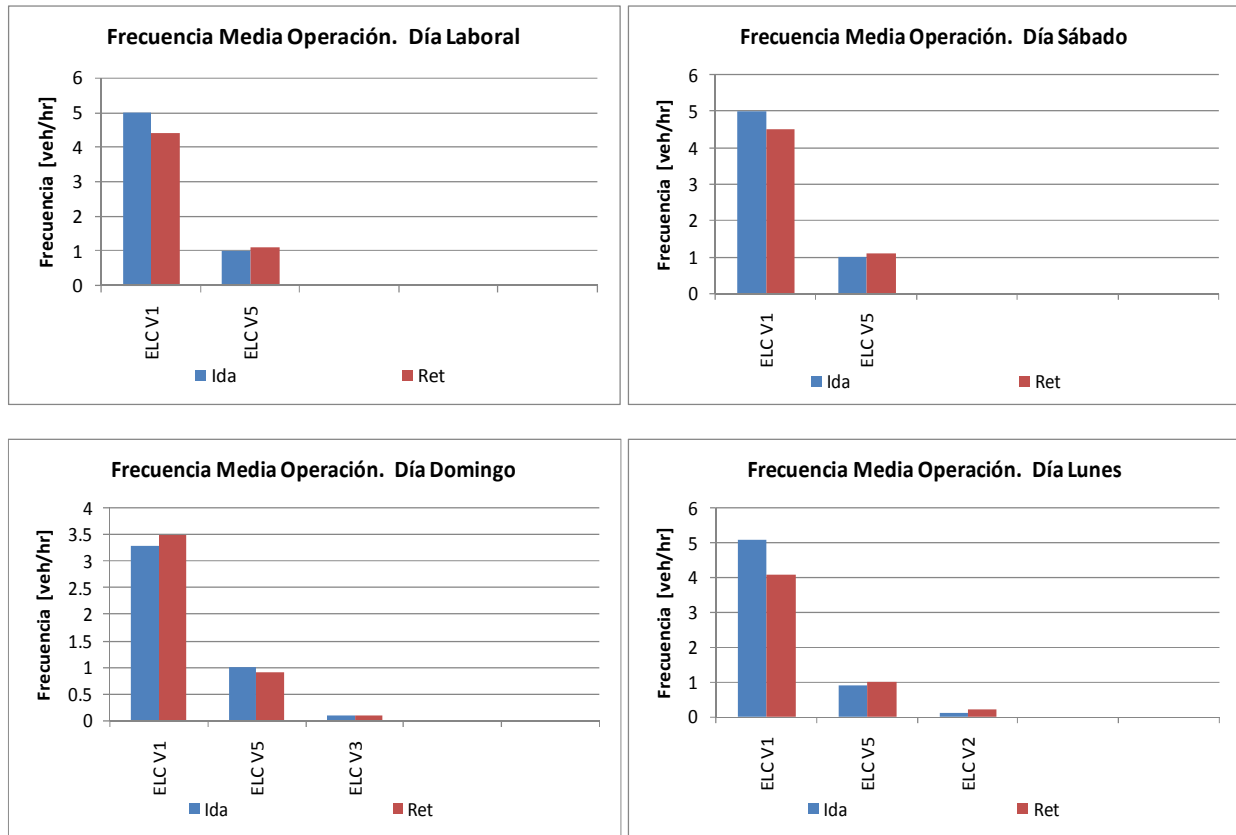 Frecuencia Media Operación. Día Laboral
Frecuencia [veh/hr]
6
5
4
3
2
1
0
ELC V1
ELC V5
Ida
Ret
Frecuencia Media Operación. Día Sábado
Frecuencia [veh/hr]
6
5
4
3
2
1
0
ELC V1
ELC V5
Ida
Ret
Frecuencia Media Operación. Día Domingo
Frecuencia [veh/hr]
4
3.5
3
2.5
2
1.5
1
0.5
0
ELC V1
ELC V5
ELC V3
Ida
Ret
Frecuencia Media Operación. Día Lunes
Frecuencia [veh/hr]
6
5
4
3
2
1
0
ELC V1
ELC V5
ELC V2
Ida
Ret